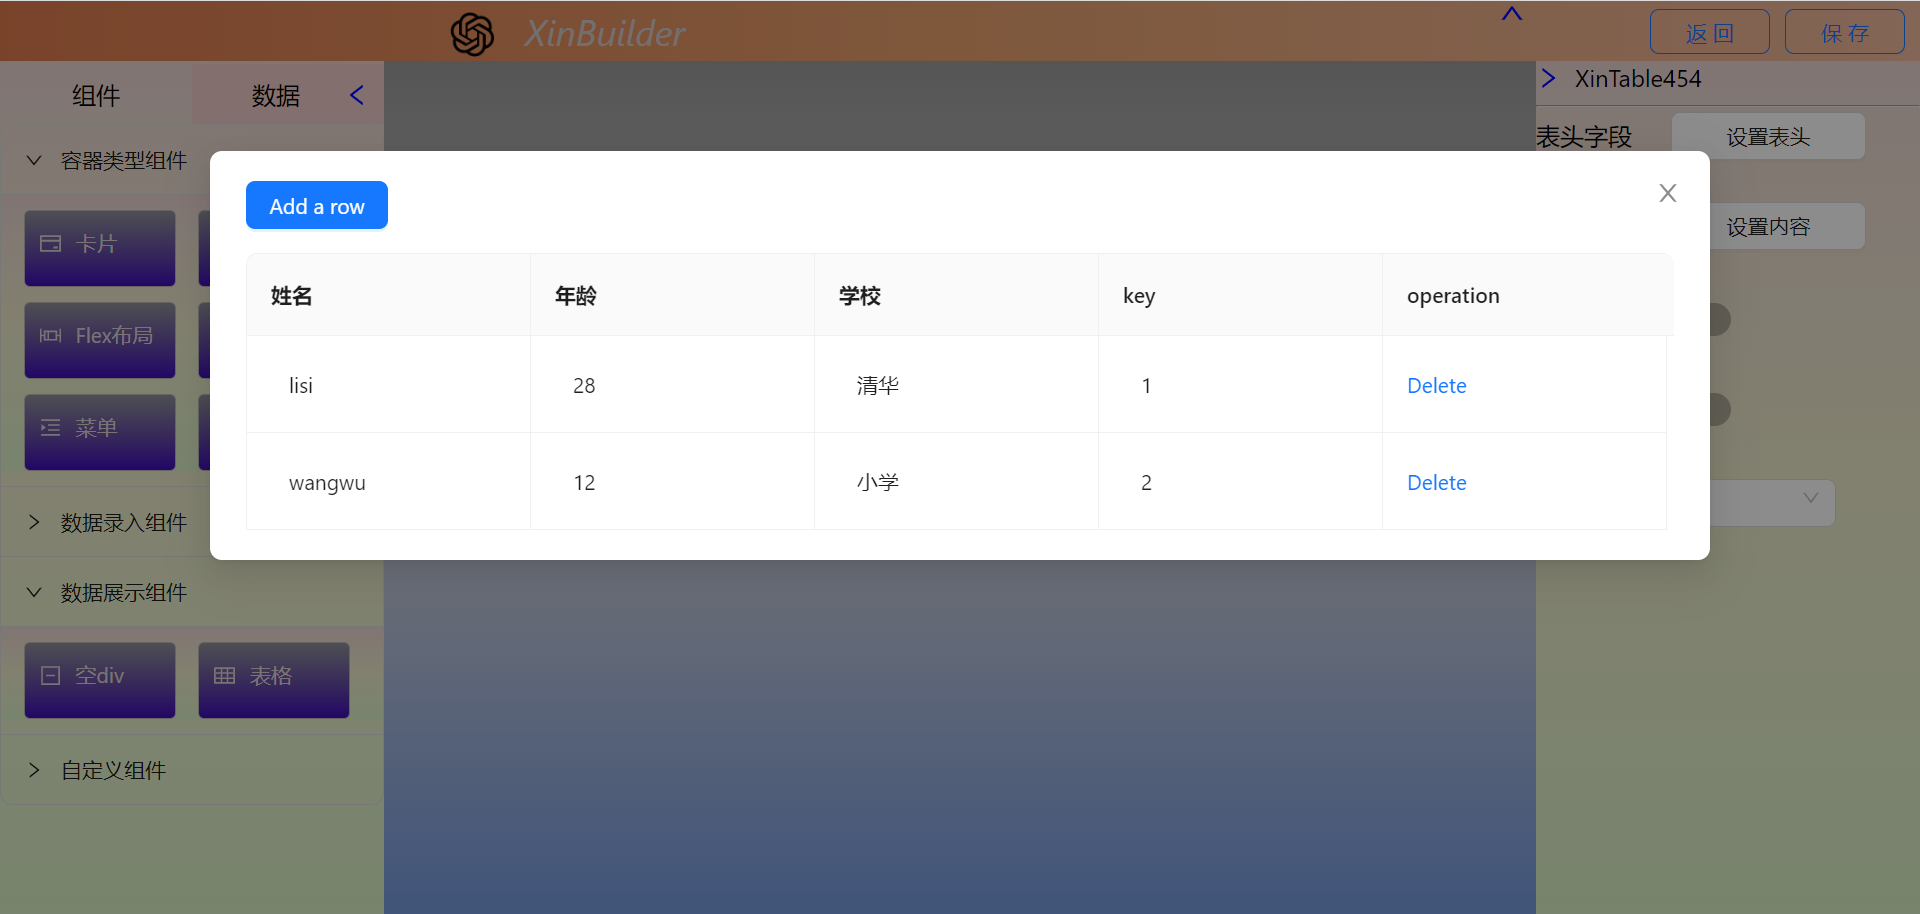 XinBuilder
返 回
保 存
组件
数据
XinTable454
表头字段
设置表头
容器类型组件
Add a row
设置内容
卡片
姓名 年龄 学校 key operation
Flex布局
lisi 28 清华 1 Delete
菜单
wangwu 12 小学 2 Delete
数据录入组件
数据展示组件
空div
表格
自定义组件